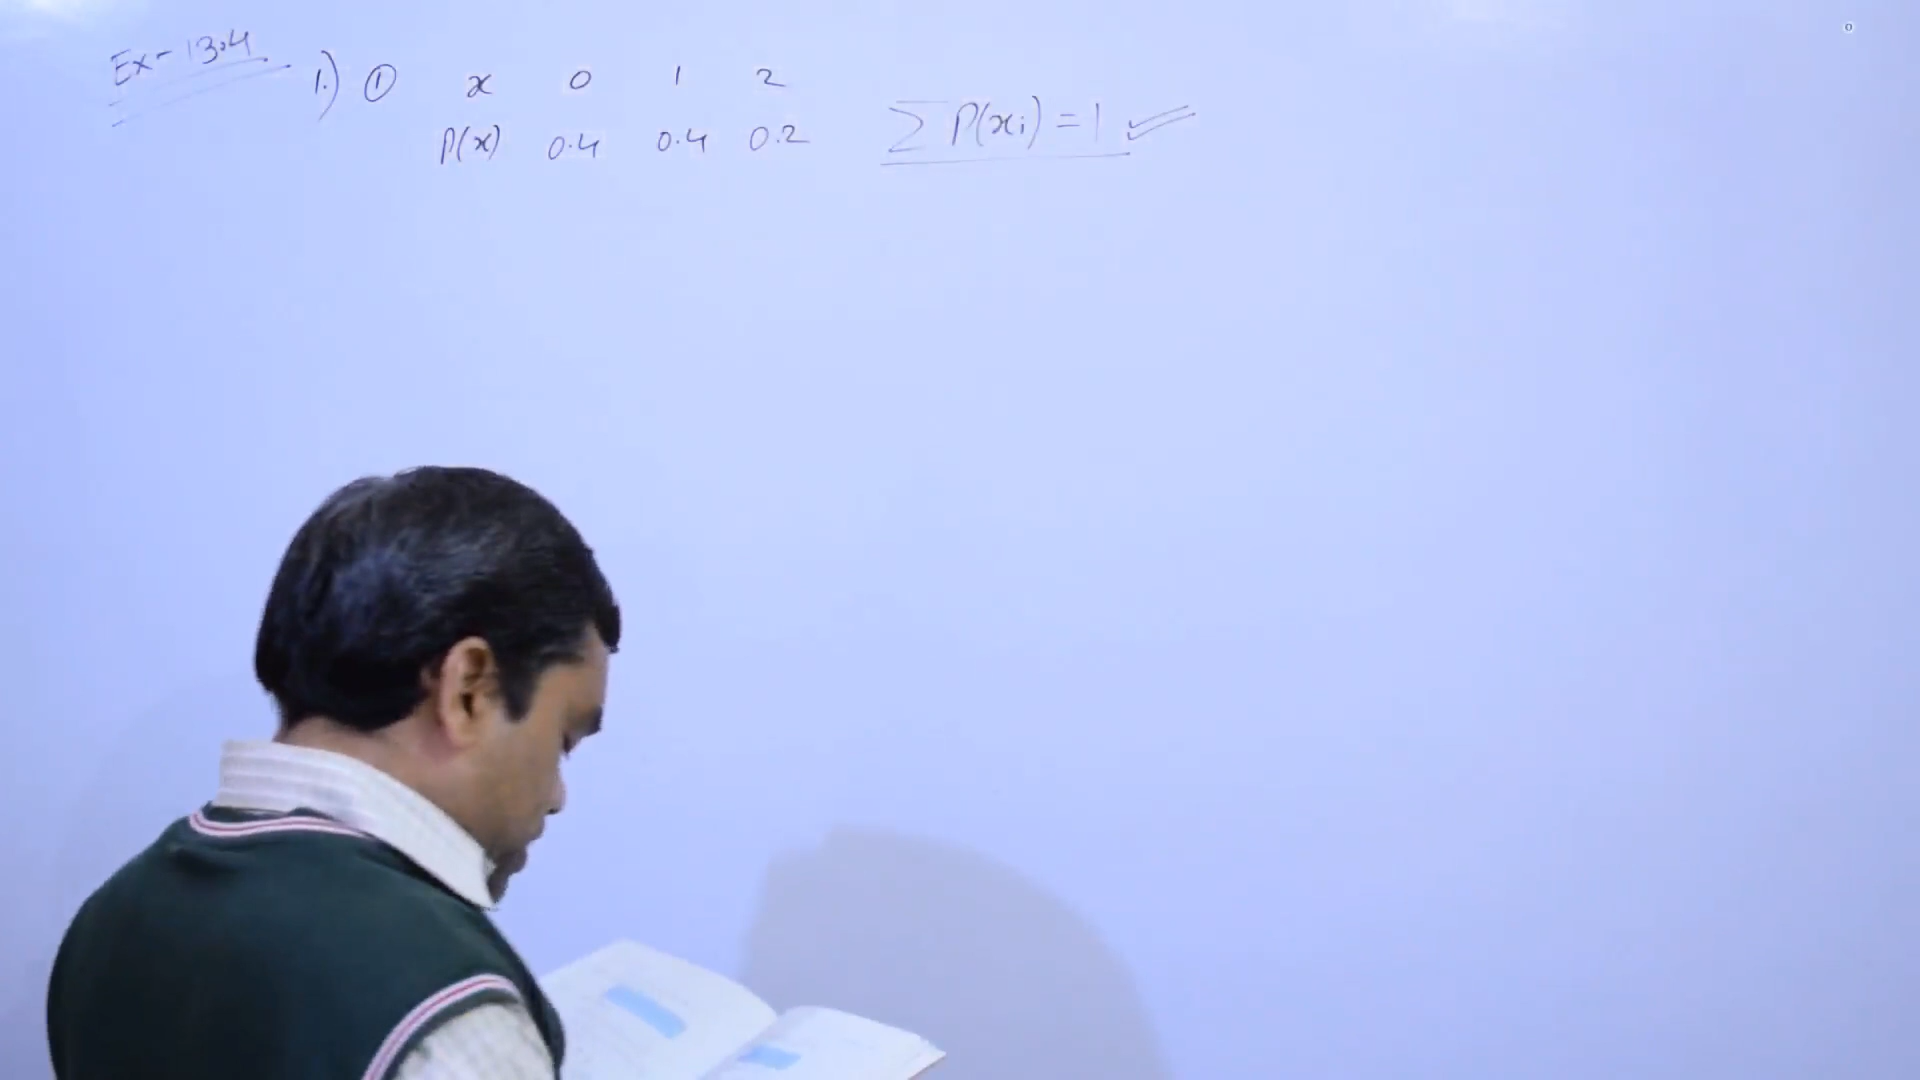 Ex-13.4
1.) ① x 0 1 2
P(x) 0.4 0.4 0.2
∑ P(xi) = 1